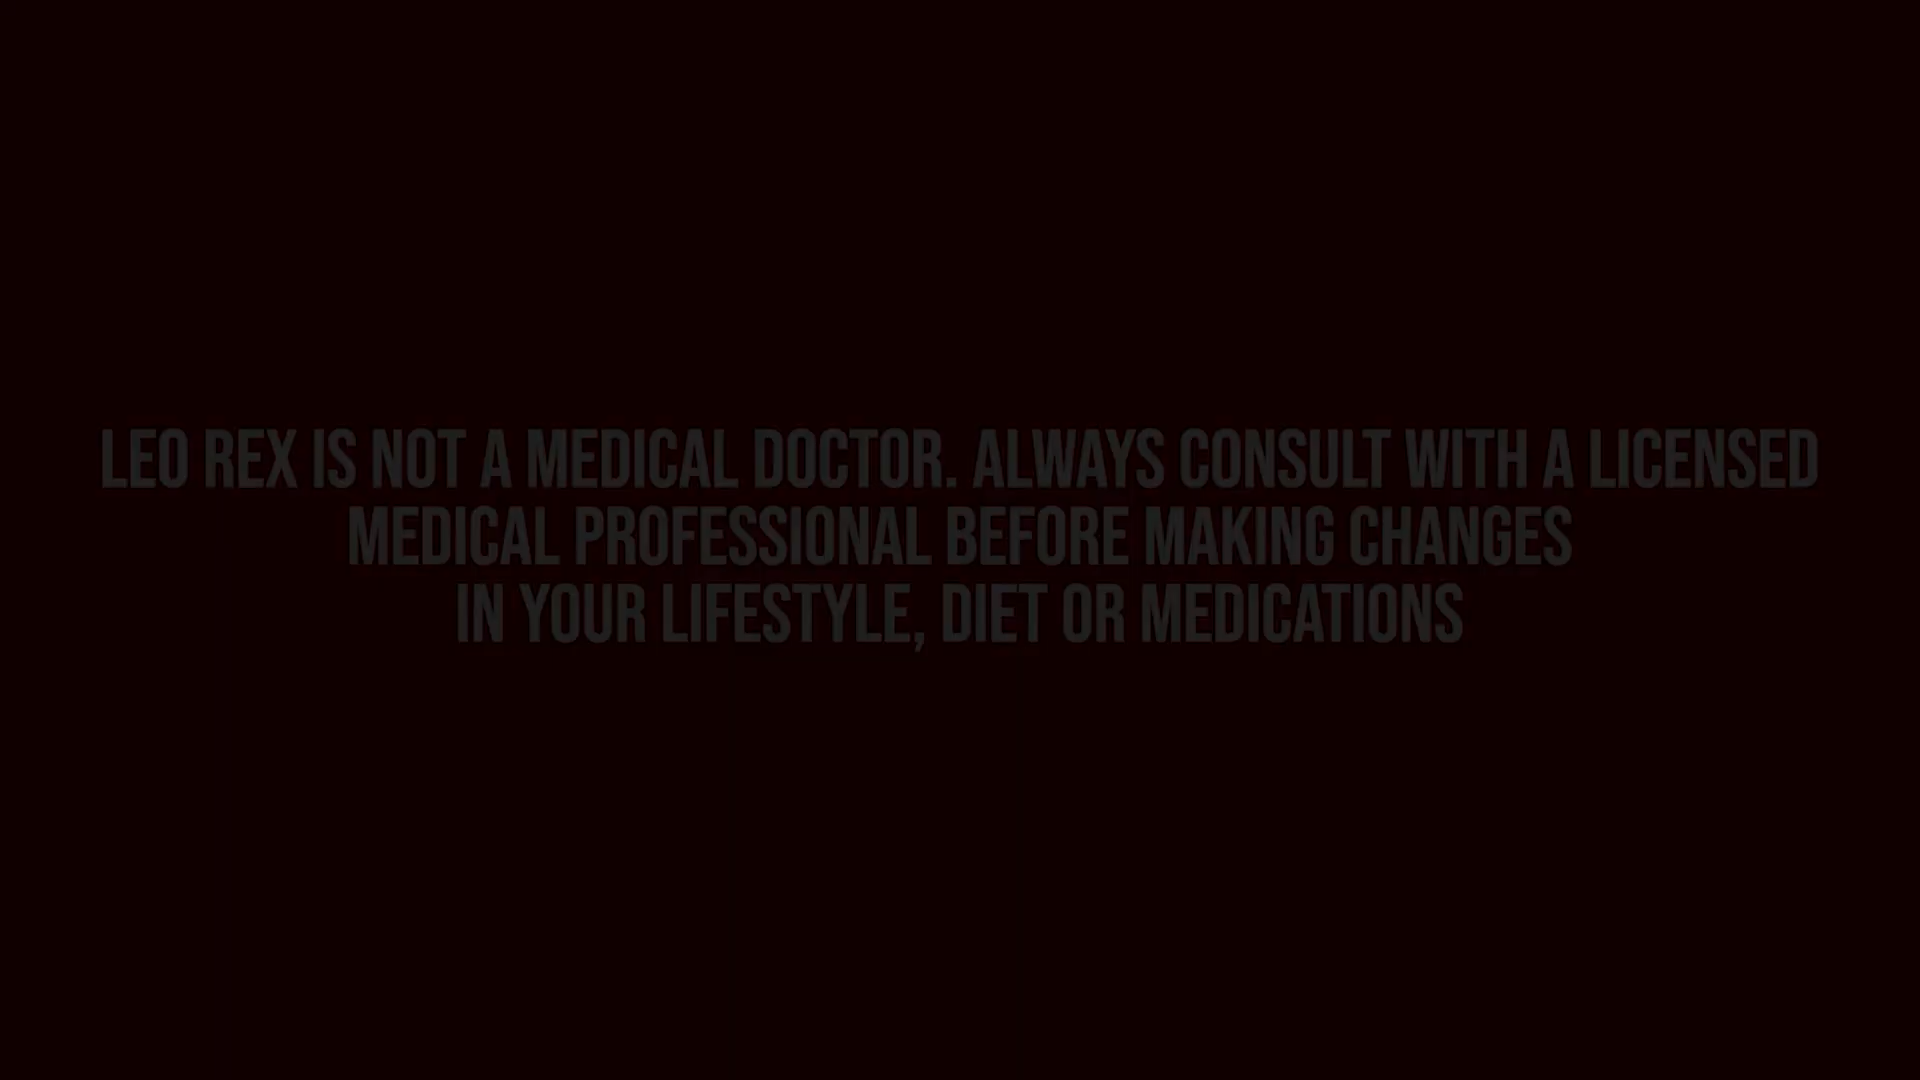 LEO REX IS NOT A MEDICAL DOCTOR. ALWAYS CONSULT WITH A LICENSED
MEDICAL PROFESSIONAL BEFORE MAKING CHANGES
IN YOUR LIFESTYLE, DIET OR MEDICATIONS